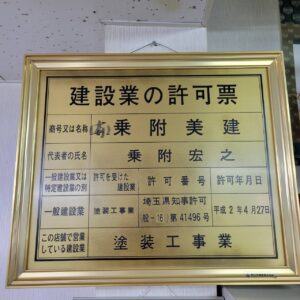 建設業の許可票
商号又は名称 ㈲乗附美建
代表者の氏名 乗附宏之
一般建設業又は特定建設業の別 許可を受けた建設業 許可番号 許可年月日
一般建設業 塗装工事業 埼玉県知事許可 般-16 第41496号 平成2年4月27日
この店舗で営業している建設業 塗装工事業